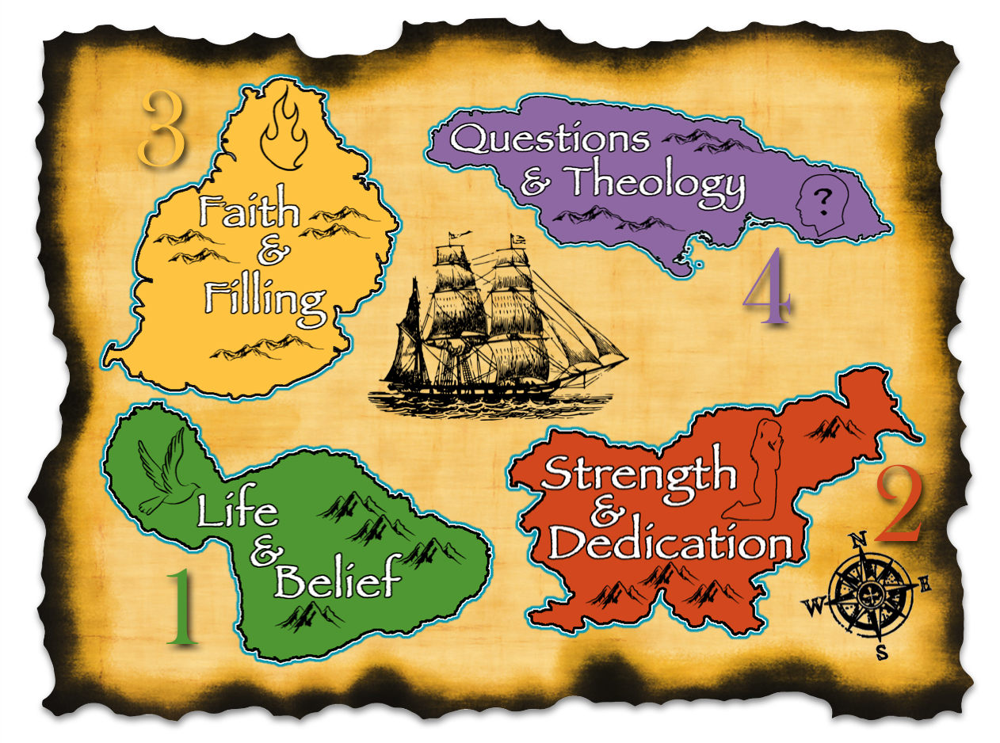 3
Faith
&
Filling
Questions
& Theology
?
4
1
Life
&
Belief
2
Strength
&
Dedication
N
W E
S